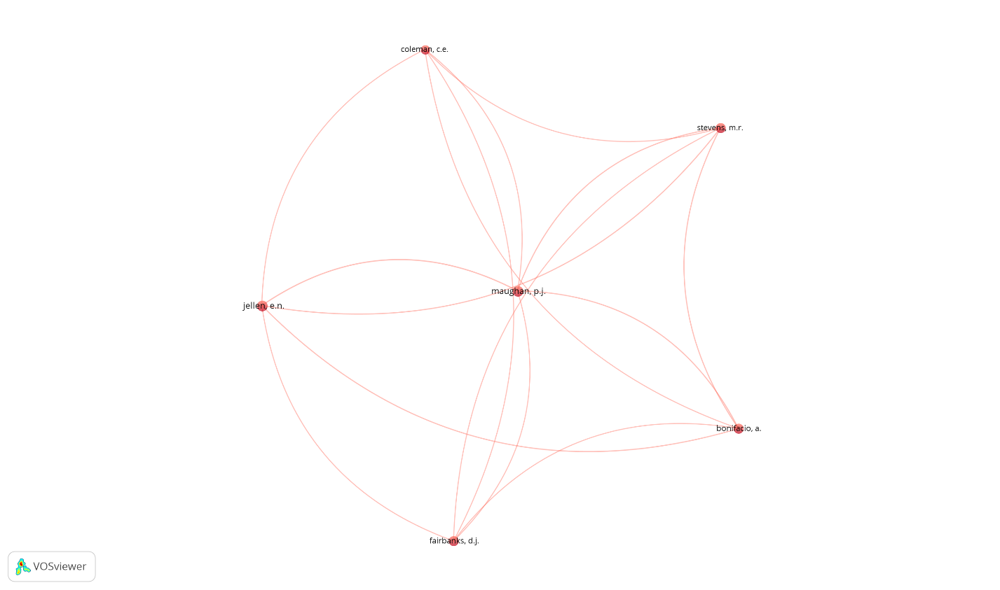 coleman, c.e.
stevens, m.r.
maughan, p.j.
jellen, e.n.
bonifacio, a.
fairbanks, d.j.
VOSviewer